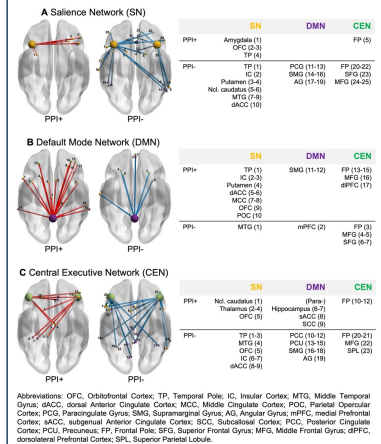 A Salience Network (SN)
SN DMN CEN
PPI+ Amygdala (1) FP (5)
OFC (2-3)
TP (4)
PPI- TP (1) PCG (11-13) FP (20-22)
IC (2) SMG (14-16) SFG (23)
Putamen (3-4) AG (17-19) MFG (24-25)
Ncl. caudatus (5-6)
MTG (7-9)
dACC (10)
PPI+ PPI-
B Default Mode Network (DMN)
SN DMN CEN
PPI+ TP (1) SMG (11-12) FP (13-15)
IC (2-3) MFG (16)
Putamen (4) dlPFC (17)
dACC (5-6)
MCC (7-8)
OFC (9)
POC (10)
PPI- MTG (1) mPFC (2) FP (3)
MFG (4-5)
SFG (6-7)
PPI+ PPI-
C Central Executive Network (CEN)
SN DMN CEN
PPI+ Ncl. caudatus (1) (Para-) FP (10-12)
Thalamus (2-4) Hippocampus (6-7)
OFC (5) sACC (8)
SCC (9)
PPI- TP (1-3) PCC (10-12) FP (20-21)
MTG (4) PCU (13-15) MFG (22)
OFC (5) SMG (16-18) SPL (23)
IC (6-7) AG (19)
dACC (8-9)
PPI+ PPI-
Abbreviations: OFC, Orbitofrontal Cortex; TP, Temporal Pole; IC, Insular Cortex; MTG, Middle Temporal
Gyrus; dACC, dorsal Anterior Cingulate Cortex; MCC, Middle Cingulate Cortex; POC, Parietal Opercular
Cortex; PCG, Paracingulate Gyrus; SMG, Supramarginal Gyrus; AG, Angular Gyrus; mPFC, medial Prefrontal
Cortex; sACC, subgenual Anterior Cingulate Cortex; SCC, Subcallosal Cortex; PCC, Posterior Cingulate
Cortex; PCU, Precuneus; FP, Frontal Pole; SFG, Superior Frontal Gyrus; MFG, Middle Frontal Gyrus; dlPFC,
dorsolateral Prefrontal Cortex; SPL, Superior Parietal Lobule.